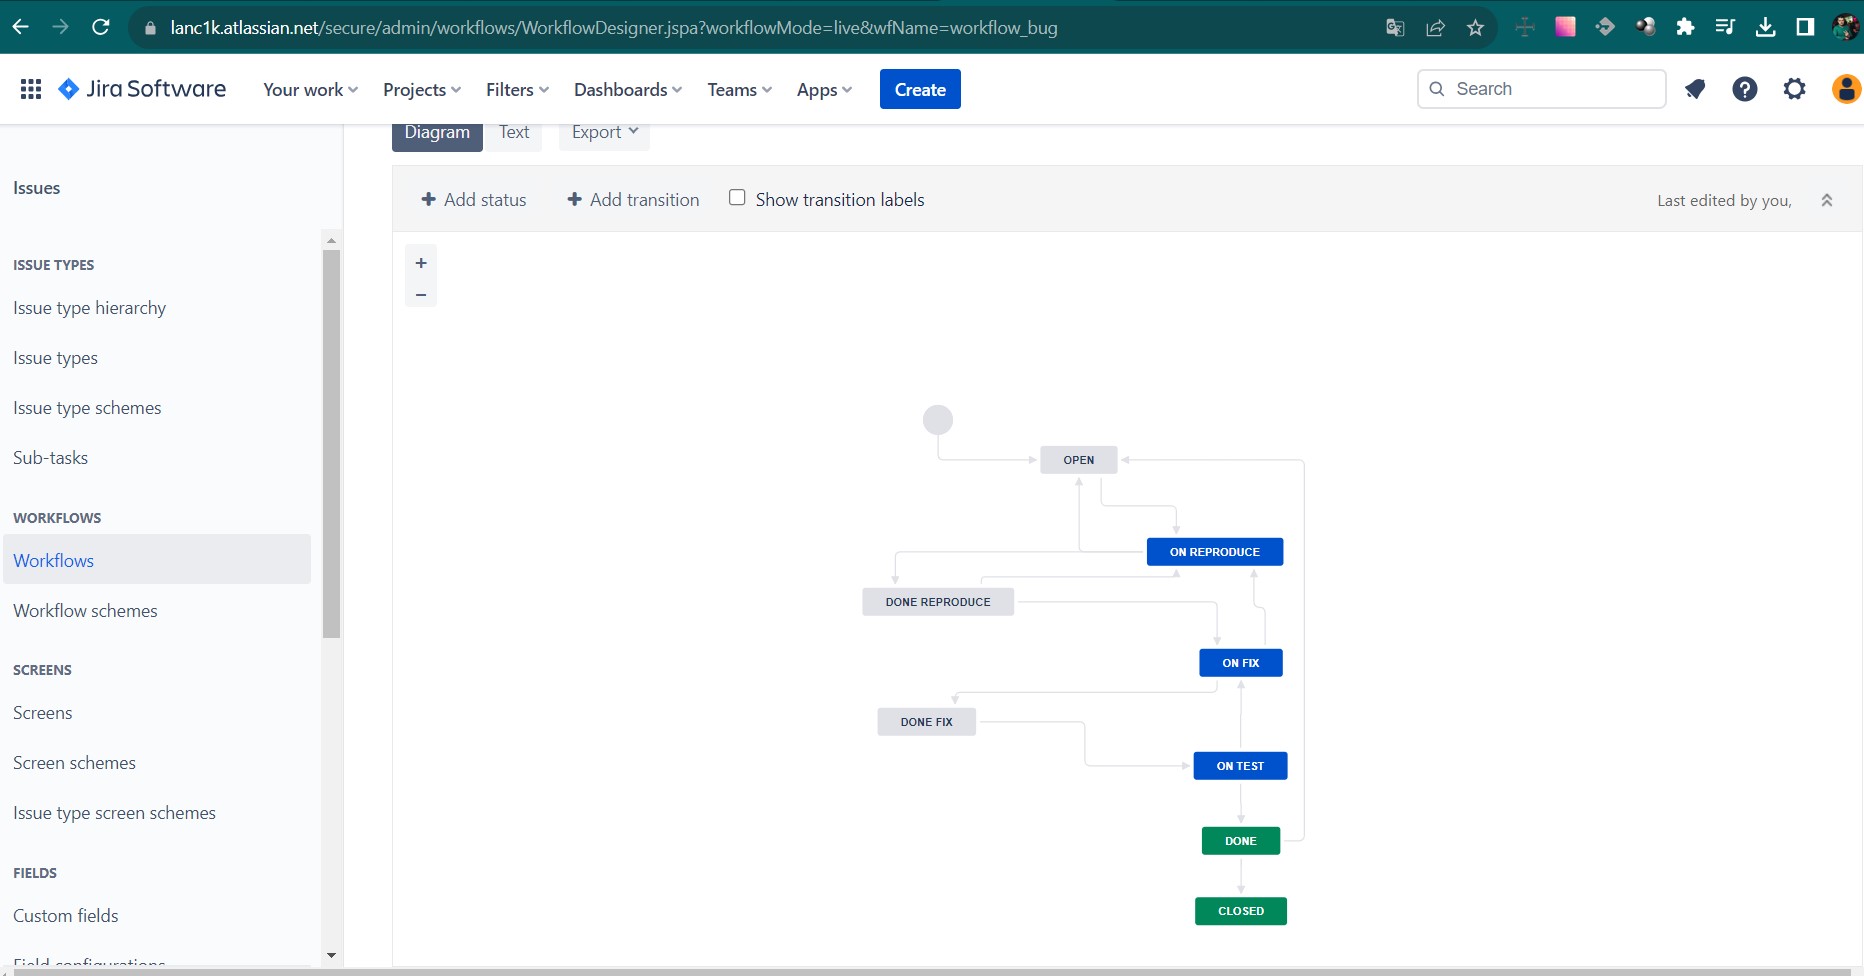 lanc1k.atlassian.net/secure/admin/workflows/WorkflowDesigner.jspa?workflowMode=live&wfName=workflow_bug
Jira Software
Your work
Projects
Filters
Dashboards
Teams
Apps
Create
Search
Diagram
Text
Export
Issues
+ Add status
+ Add transition
Show transition labels
Last edited by you,
+
−
ISSUE TYPES
Issue type hierarchy
Issue types
Issue type schemes
Sub-tasks
WORKFLOWS
Workflows
Workflow schemes
SCREENS
Screens
Screen schemes
Issue type screen schemes
FIELDS
Custom fields
Field configurations
OPEN
ON REPRODUCE
DONE REPRODUCE
ON FIX
DONE FIX
ON TEST
DONE
CLOSED